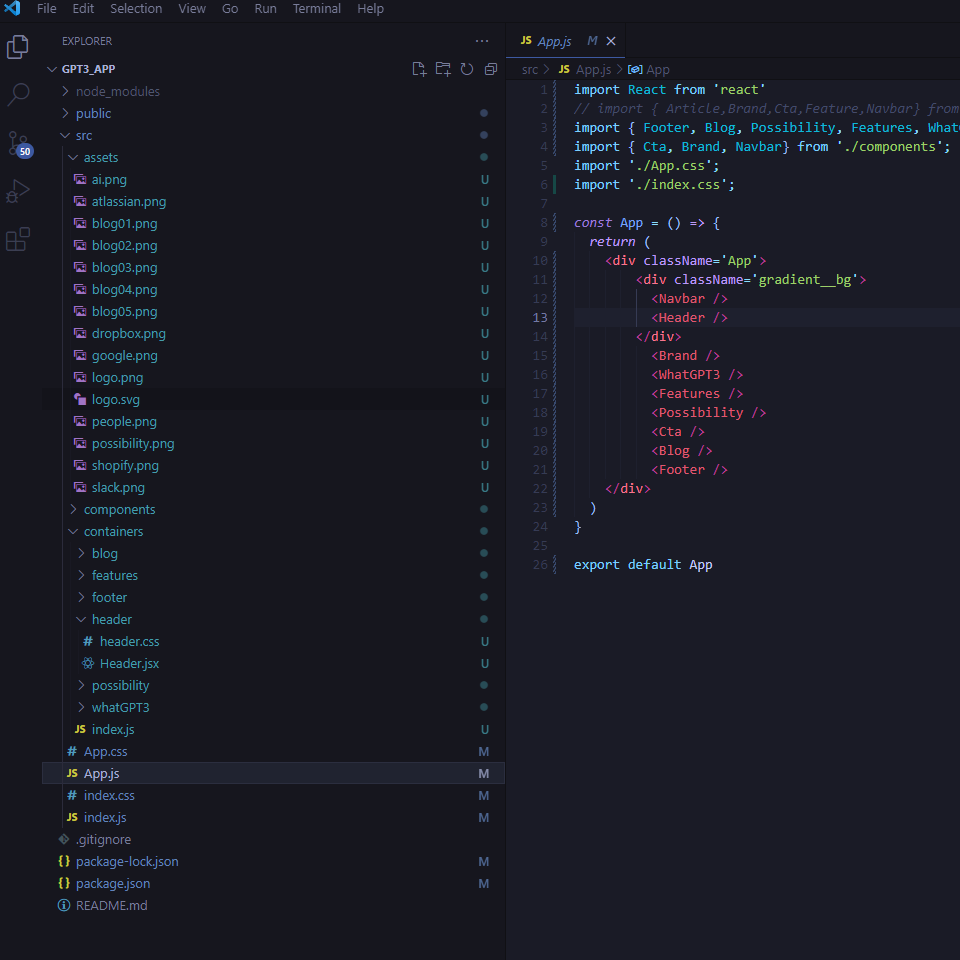 File Edit Selection View Go Run Terminal Help
EXPLORER
GPT3_APP
node_modules
public
src
assets
ai.png U
atlassian.png U
blog01.png U
blog02.png U
blog03.png U
blog04.png U
blog05.png U
dropbox.png U
google.png U
logo.png U
logo.svg U
people.png U
possibility.png U
shopify.png U
slack.png U
components
containers
blog
features
footer
header
# header.css U
Header.jsx U
possibility
whatGPT3
JS index.js U
# App.css M
JS App.js M
# index.css M
JS index.js M
.gitignore
{} package-lock.json M
{} package.json M
README.md
50
JS App.js M
src > JS App.js > App
1 import React from 'react'
2 // import { Article,Brand,Cta,Feature,Navbar} from
3 import { Footer, Blog, Possibility, Features, What
4 import { Cta, Brand, Navbar} from './components';
5 import './App.css';
6 import './index.css';
7
8 const App = () => {
9 return (
10 <div className='App'>
11 <div className='gradient__bg'>
12 <Navbar />
13 <Header />
14 </div>
15 <Brand />
16 <WhatGPT3 />
17 <Features />
18 <Possibility />
19 <Cta />
20 <Blog />
21 <Footer />
22 </div>
23 )
24 }
25
26 export default App